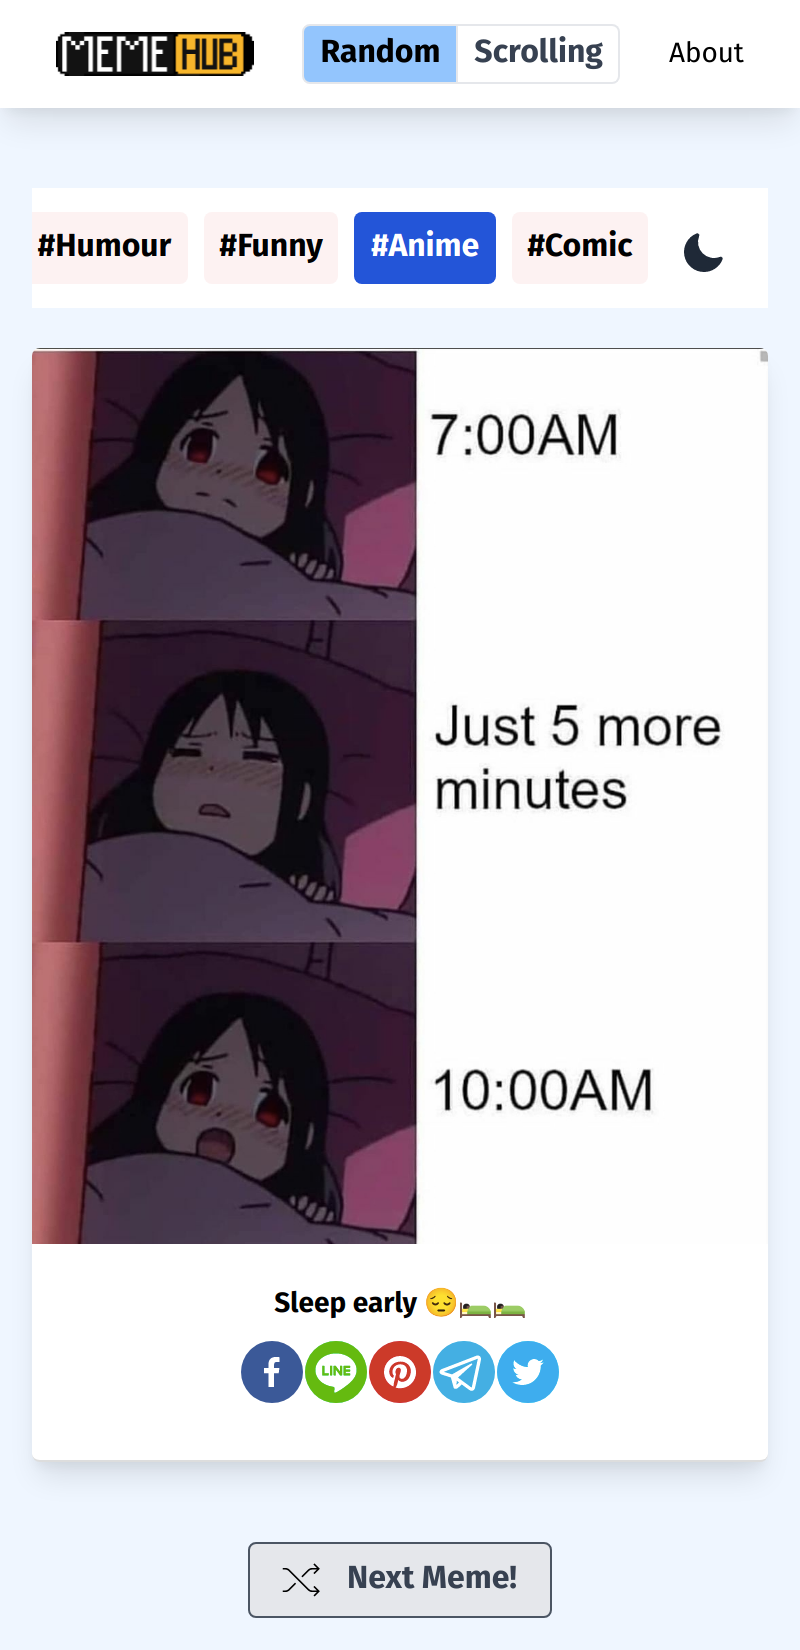 MEME HUB
Random Scrolling
About
#Humour #Funny #Anime #Comic
7:00AM
Just 5 more
minutes
10:00AM
Sleep early 😔🛏️🛏️
LINE
Next Meme!